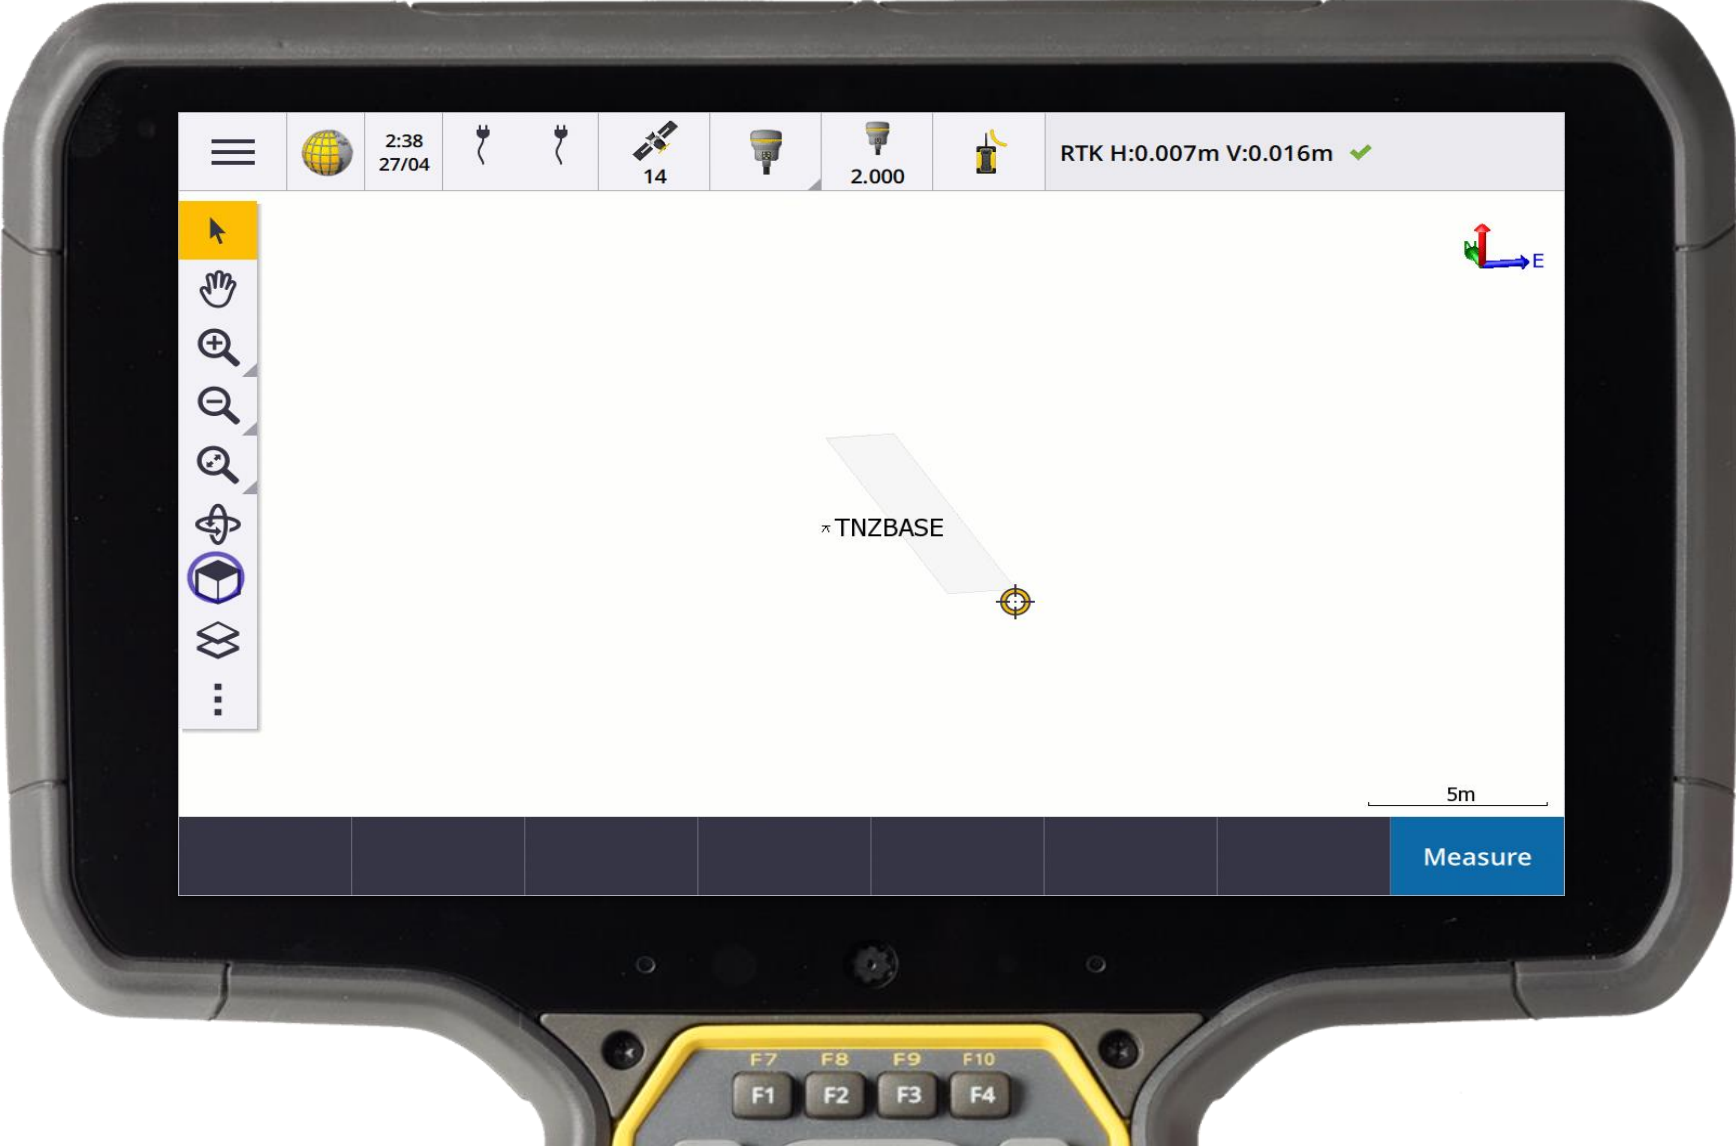 2:38
27/04
14
2.000
RTK H:0.007m V:0.016m
E
TNZBASE
5m
Measure
F7 F8 F9 F10
F1 F2 F3 F4